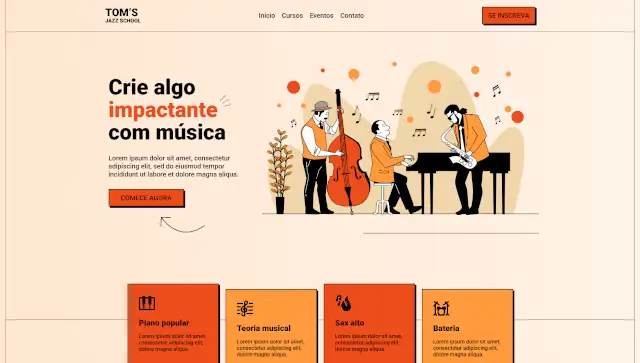 TOM'S
JAZZ SCHOOL
Início Cursos Eventos Contato
SE INSCREVA
Crie algo
impactante
com música
Lorem ipsum dolor sit amet, consectetur
adipiscing elit, sed do eiusmod tempor
incididunt ut labore et dolore magna aliqua.
COMECE AGORA
Piano popular
Lorem ipsum dolor sit amet,
consectetur adipiscing elit.
dolore magna aliqua.
Teoria musical
Lorem ipsum dolor sit amet,
consectetur adipiscing elit.
dolore magna aliqua.
Sax alto
Lorem ipsum dolor sit amet,
consectetur adipiscing elit.
dolore magna aliqua.
Bateria
Lorem ipsum dolor sit amet,
consectetur adipiscing elit.
dolore magna aliqua.